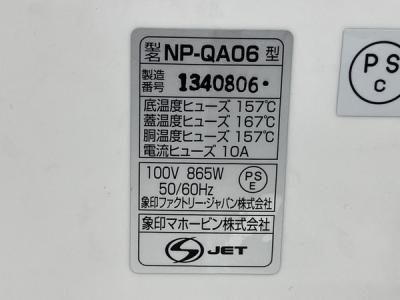 型名 NP-QA06 型
製造番号 1340806・
底温度ヒューズ 157℃
蓋温度ヒューズ 167℃
胴温度ヒューズ 157℃
電流ヒューズ 10A
100V 865W
50/60Hz
PS
E
象印ファクトリー・ジャパン株式会社
象印マホービン株式会社
S JET
PS
C